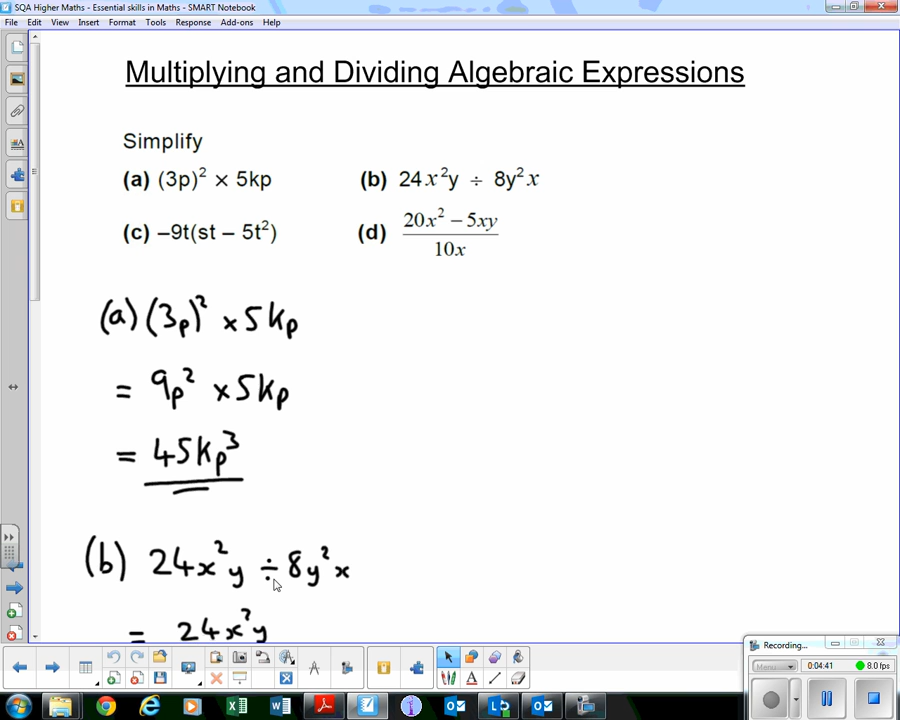 SQA Higher Maths - Essential skills in Maths - SMART Notebook
File Edit View Insert Format Tools Response Add-ons Help
Multiplying and Dividing Algebraic Expressions
Simplify
(a) (3p)² × 5kp (b) 24x²y ÷ 8y²x
(c) –9t(st – 5t²) (d) (20x² – 5xy)/10x
(a) (3p)² × 5kp
= 9p² × 5kp
= 45kp³
(b) 24x²y ÷ 8y²x
= 24x²y
Recording...
Menu
0:04:41 8.0 fps